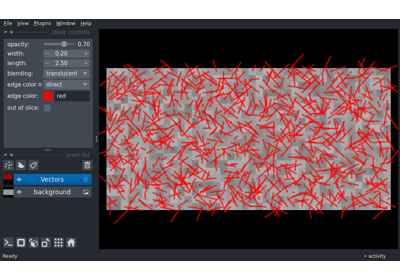 File View Plugins Window Help
layer controls
opacity: 0.70
width: 0.20
length: 2.50
blending: translucent
edge color m direct
edge color: red
out of slice:
layer list
Vectors
background
Ready
activity